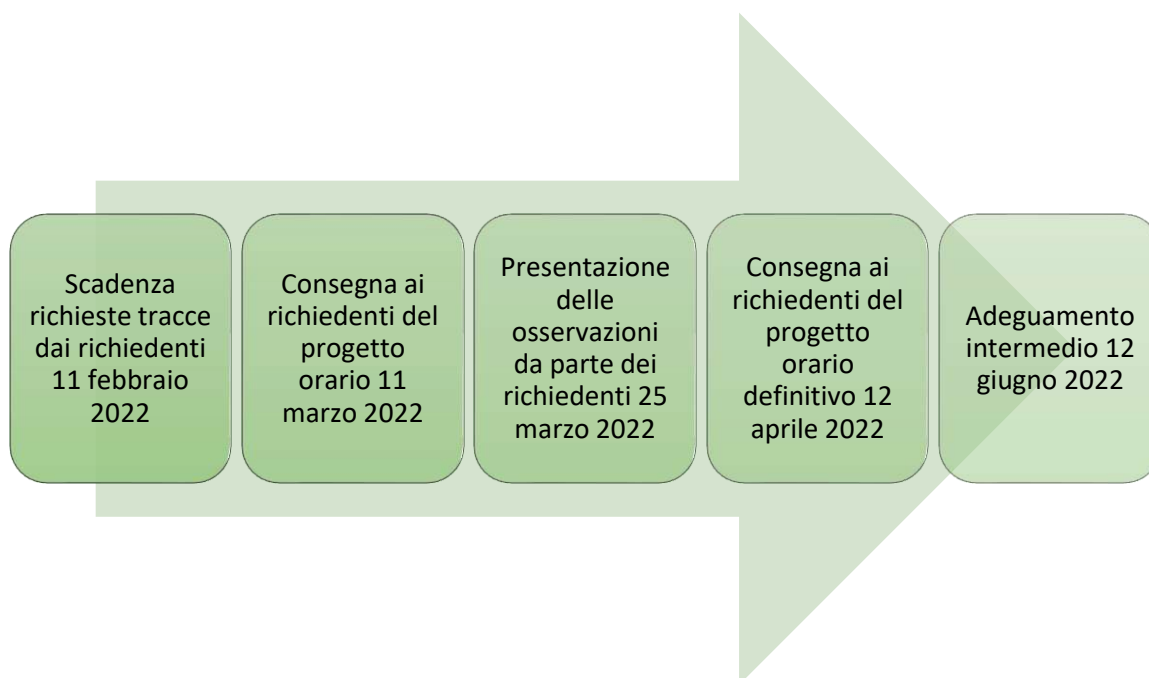 Scadenza
richieste tracce
dai richiedenti
11 febbraio
2022
Consegna ai
richiedenti del
progetto
orario 11
marzo 2022
Presentazione
delle
osservazioni
da parte dei
richiedenti 25
marzo 2022
Consegna ai
richiedenti del
progetto
orario
definitivo 12
aprile 2022
Adeguamento
intermedio 12
giugno 2022